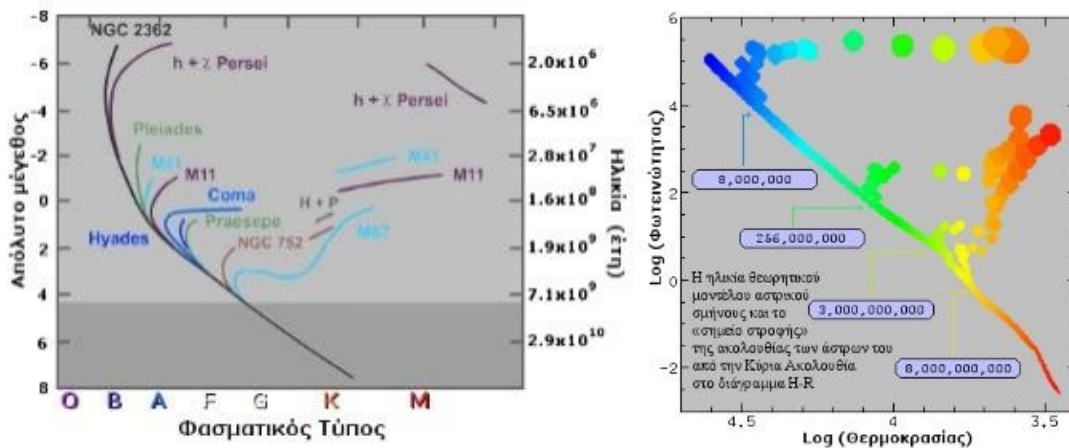 -8
-6
-4
-2
0
2
4
6
8
Απόλυτο μέγεθος
NGC 2362
h + χ Persei
h + χ Persei
Pleiades
M41
M11
M41
M11
Coma
H + P
Praesepe
Hyades
NGC 752
M67
2.0x10⁶
6.5x10⁶
2.8x10⁷
1.6x10⁸
1.9x10⁹
7.1x10⁹
2.9x10¹⁰
Ηλικία (έτη)
O B A F G K M
Φασματικός Τύπος
6
4
2
0
-2
Log (Φωτεινώτητας)
8,000,000
256,000,000
3,000,000,000
8,000,000,000
Η ηλικία θεωρητικού
μοντέλου αστρικού
σμήνους και το
«σημείο στροφής»
της ακολουθίας των άστρων του
από την Κύρια Ακολουθία
στο διάγραμμα H-R
4.5 4 3.5
Log (Θερμοκρασίας)